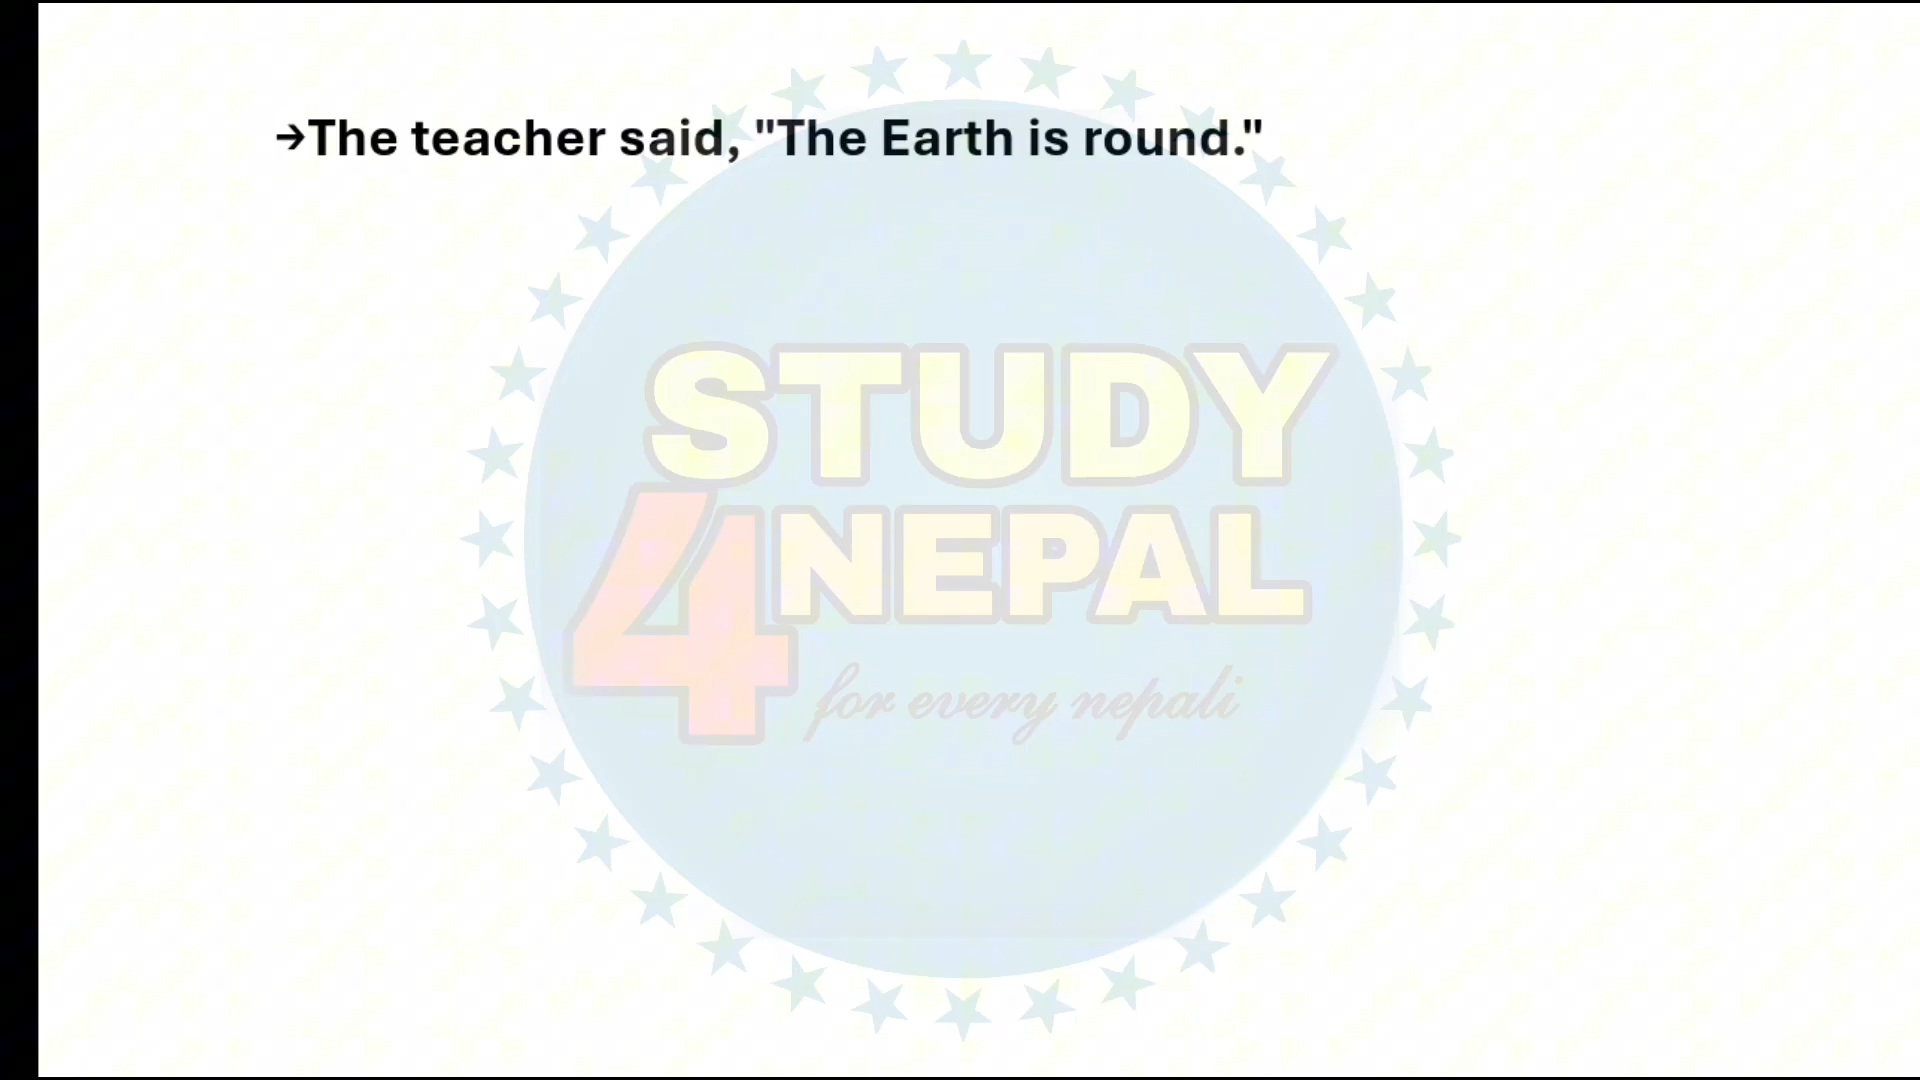 →The teacher said, "The Earth is round."
STUDY
4NEPAL
for every nepali